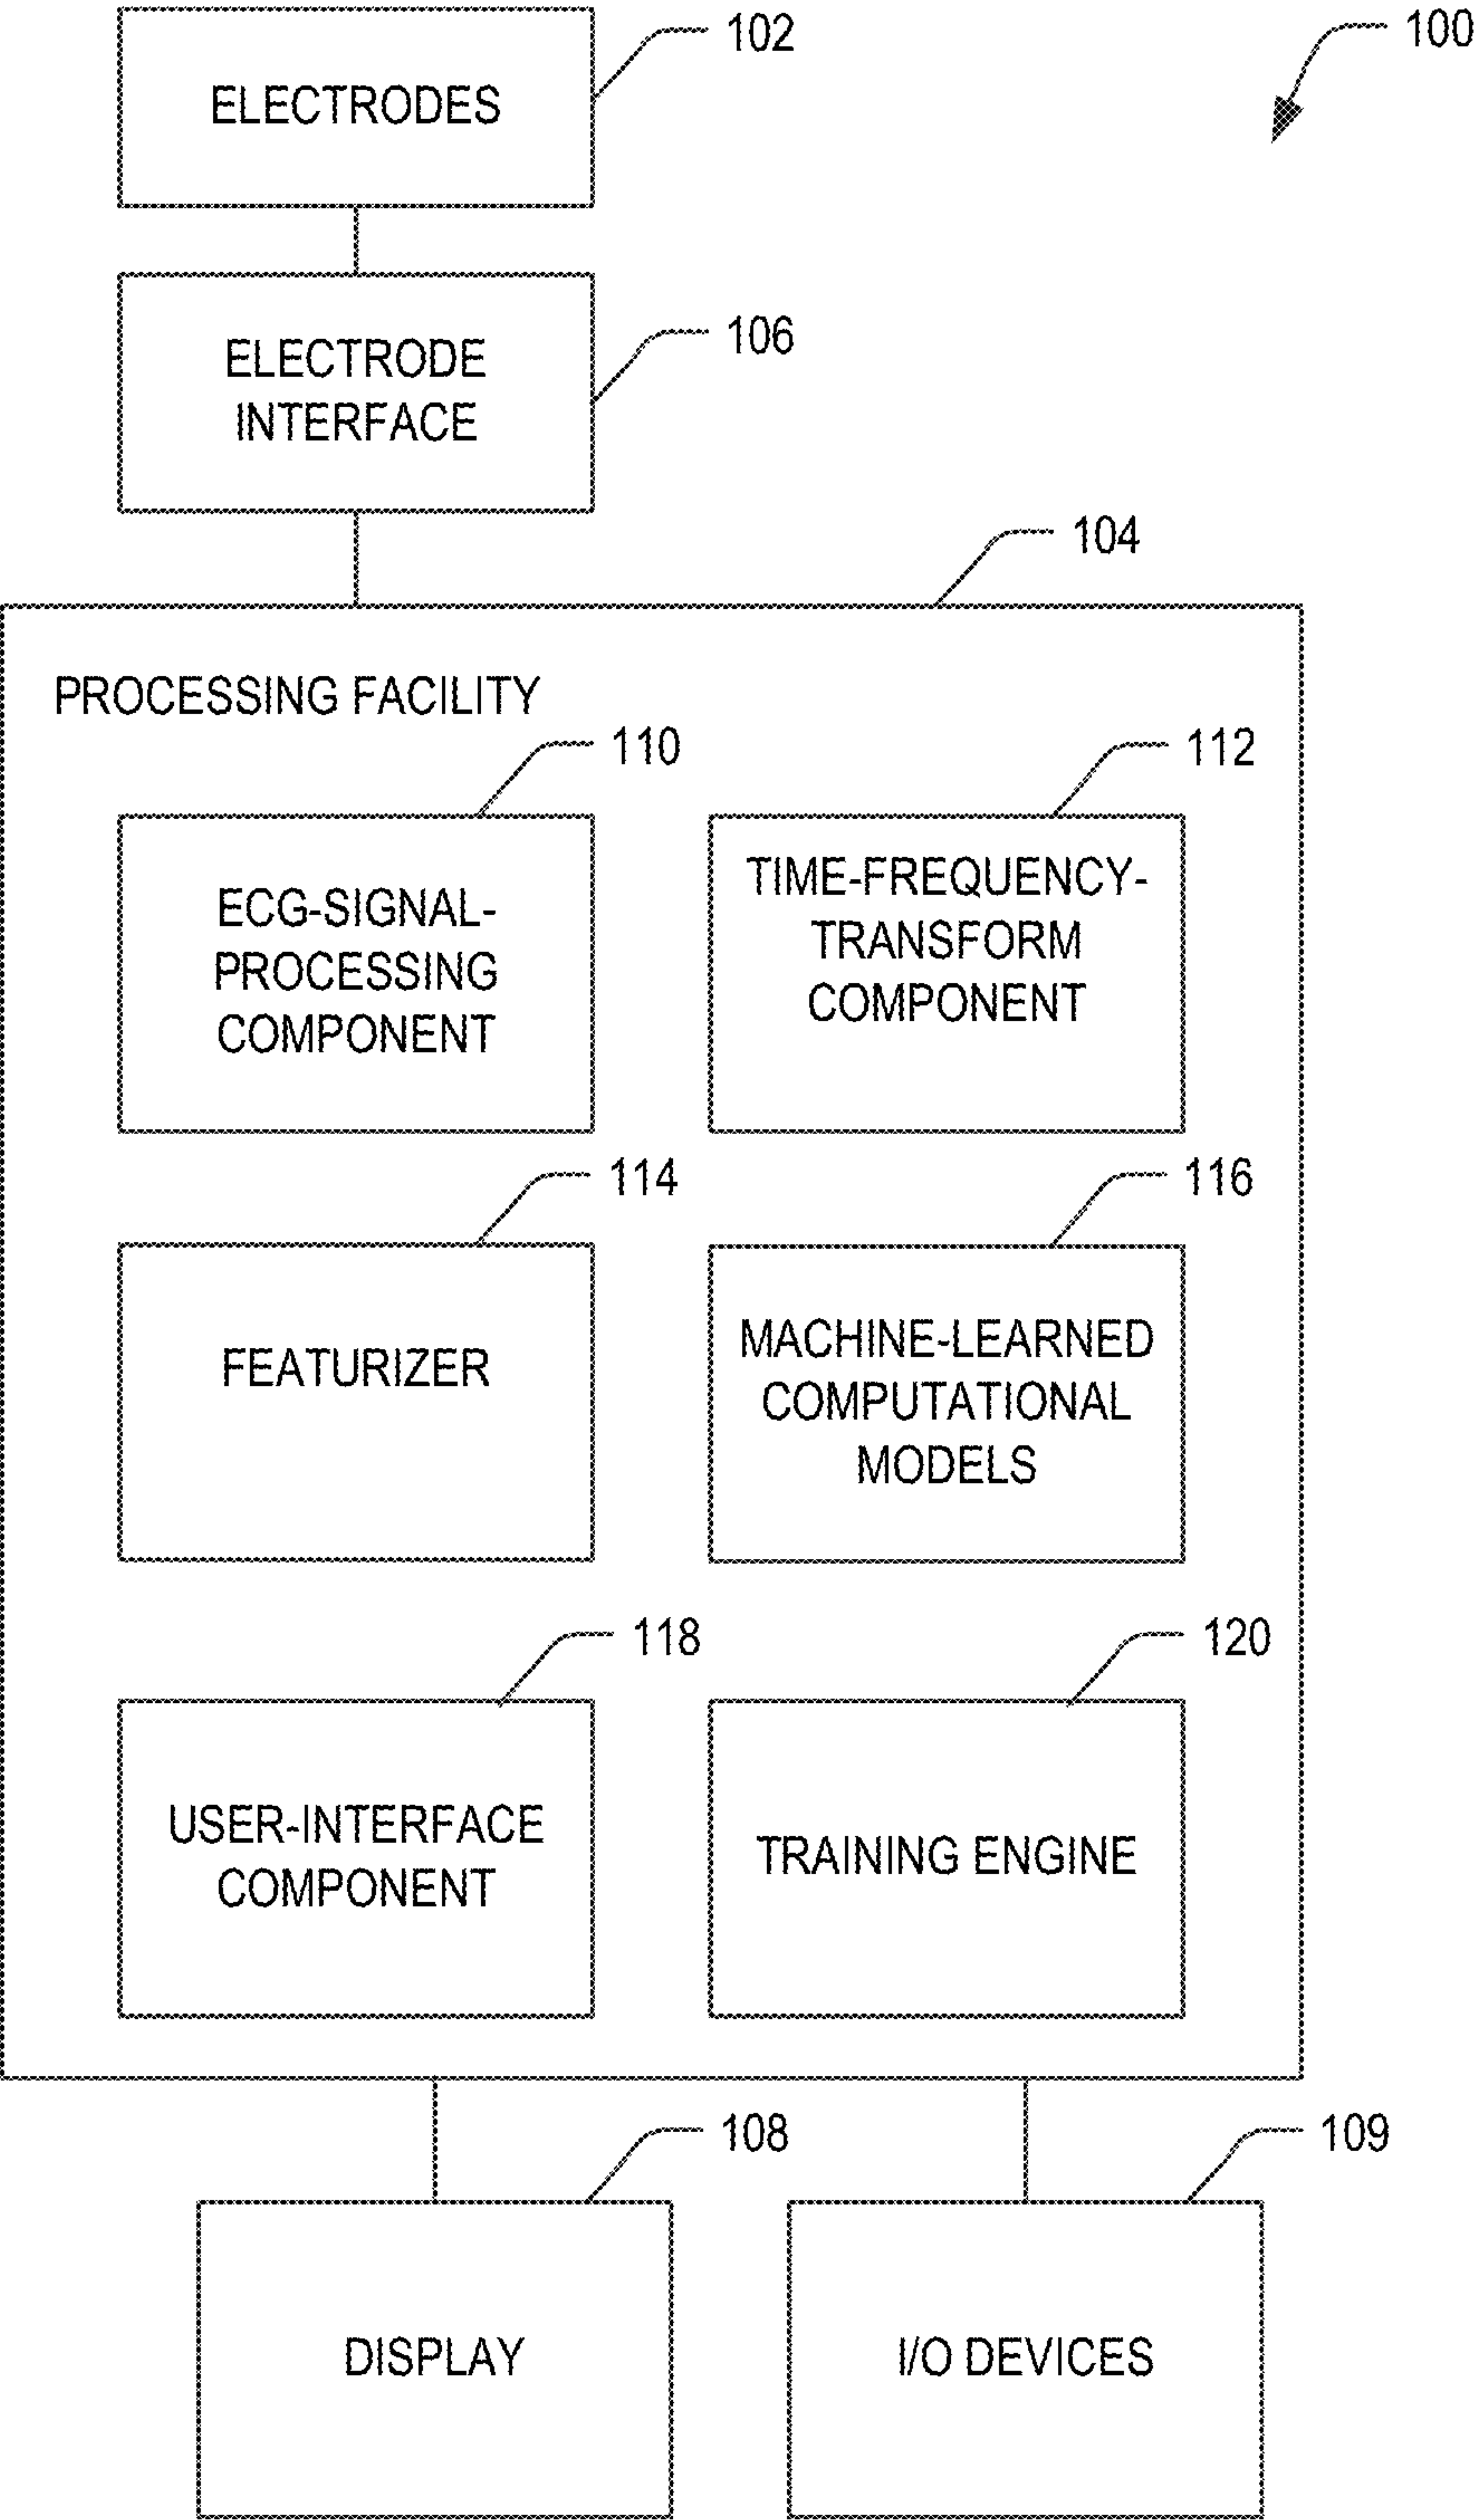 102
100
ELECTRODES
106
ELECTRODE
INTERFACE
104
PROCESSING FACILITY
110
112
ECG-SIGNAL-
PROCESSING
COMPONENT
TIME-FREQUENCY-
TRANSFORM
COMPONENT
114
116
FEATURIZER
MACHINE-LEARNED
COMPUTATIONAL
MODELS
118
120
USER-INTERFACE
COMPONENT
TRAINING ENGINE
108
109
DISPLAY
I/O DEVICES